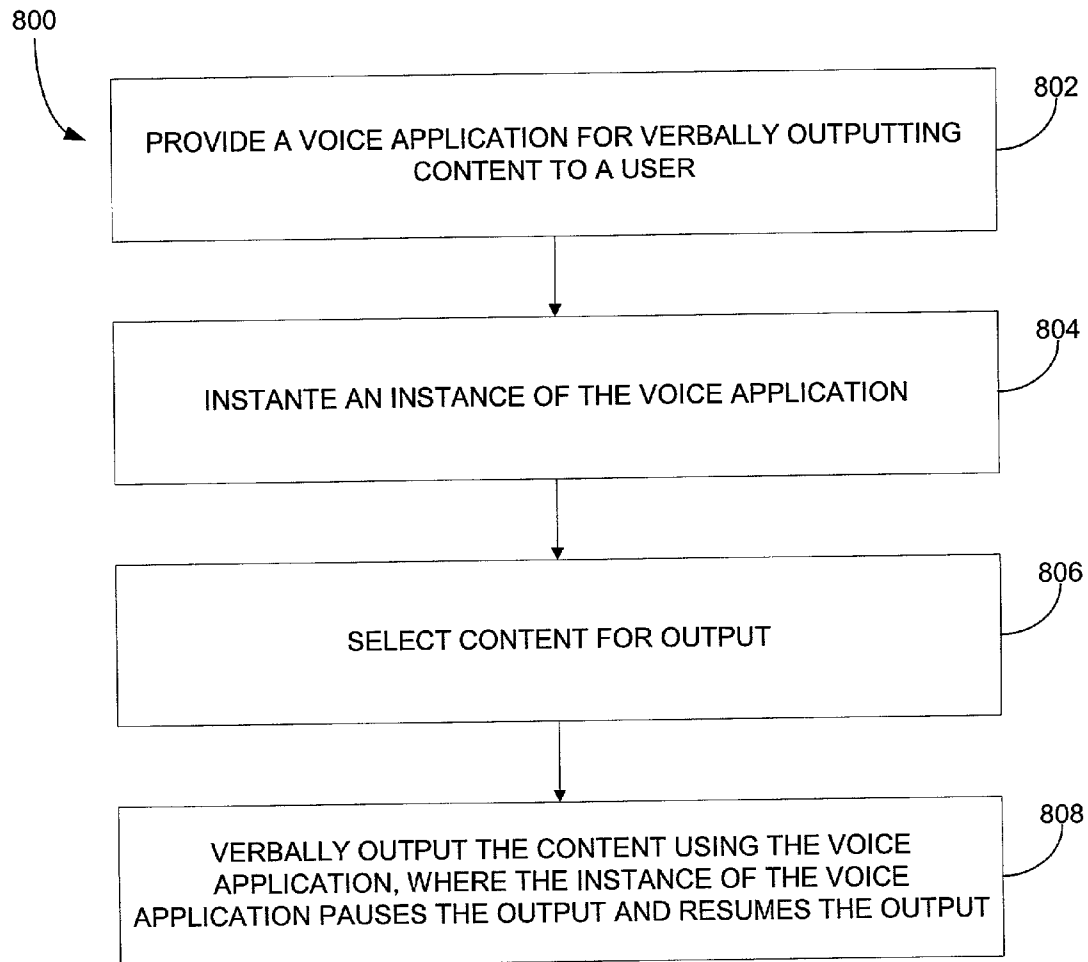 800
802
PROVIDE A VOICE APPLICATION FOR VERBALLY OUTPUTTING
CONTENT TO A USER
804
INSTANTE AN INSTANCE OF THE VOICE APPLICATION
806
SELECT CONTENT FOR OUTPUT
808
VERBALLY OUTPUT THE CONTENT USING THE VOICE
APPLICATION, WHERE THE INSTANCE OF THE VOICE
APPLICATION PAUSES THE OUTPUT AND RESUMES THE OUTPUT